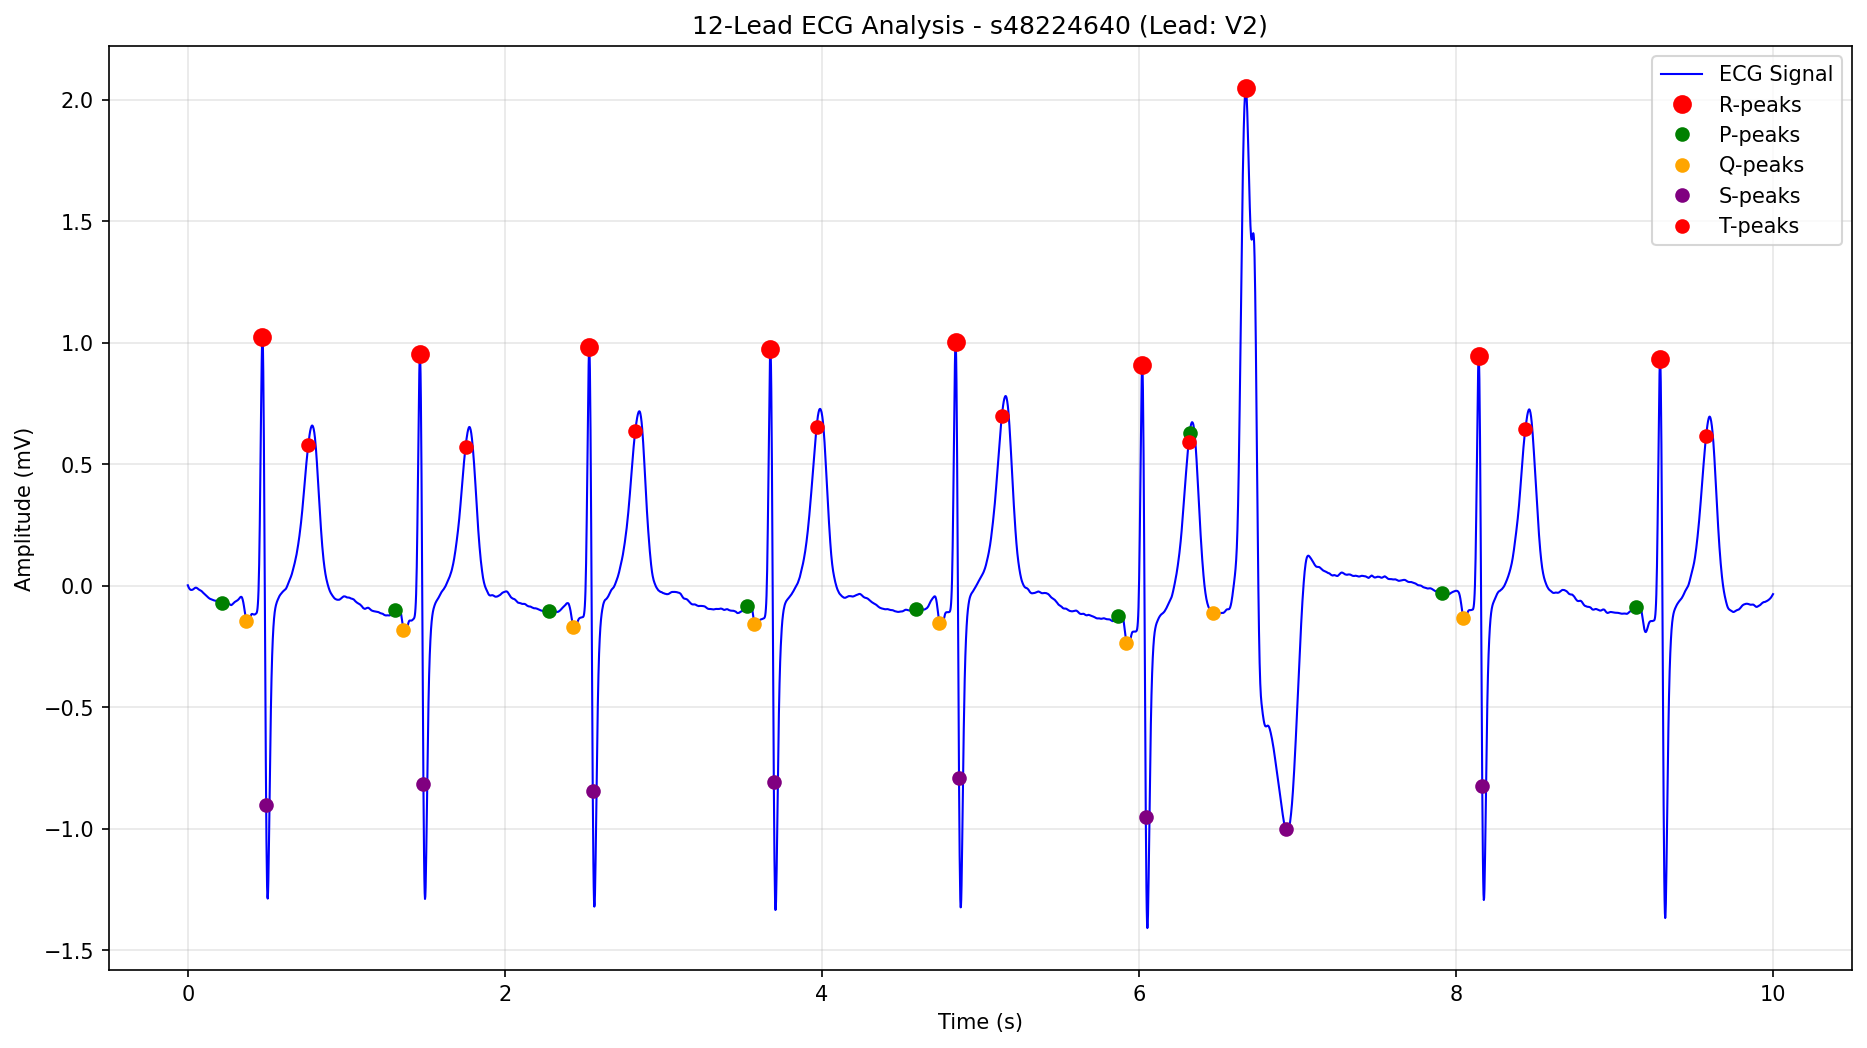 12-Lead ECG Analysis - s48224640 (Lead: V2)
ECG Signal
R-peaks
P-peaks
Q-peaks
S-peaks
T-peaks
Amplitude (mV)
2.0
1.5
1.0
0.5
0.0
−0.5
−1.0
−1.5
0
2
4
6
8
10
Time (s)